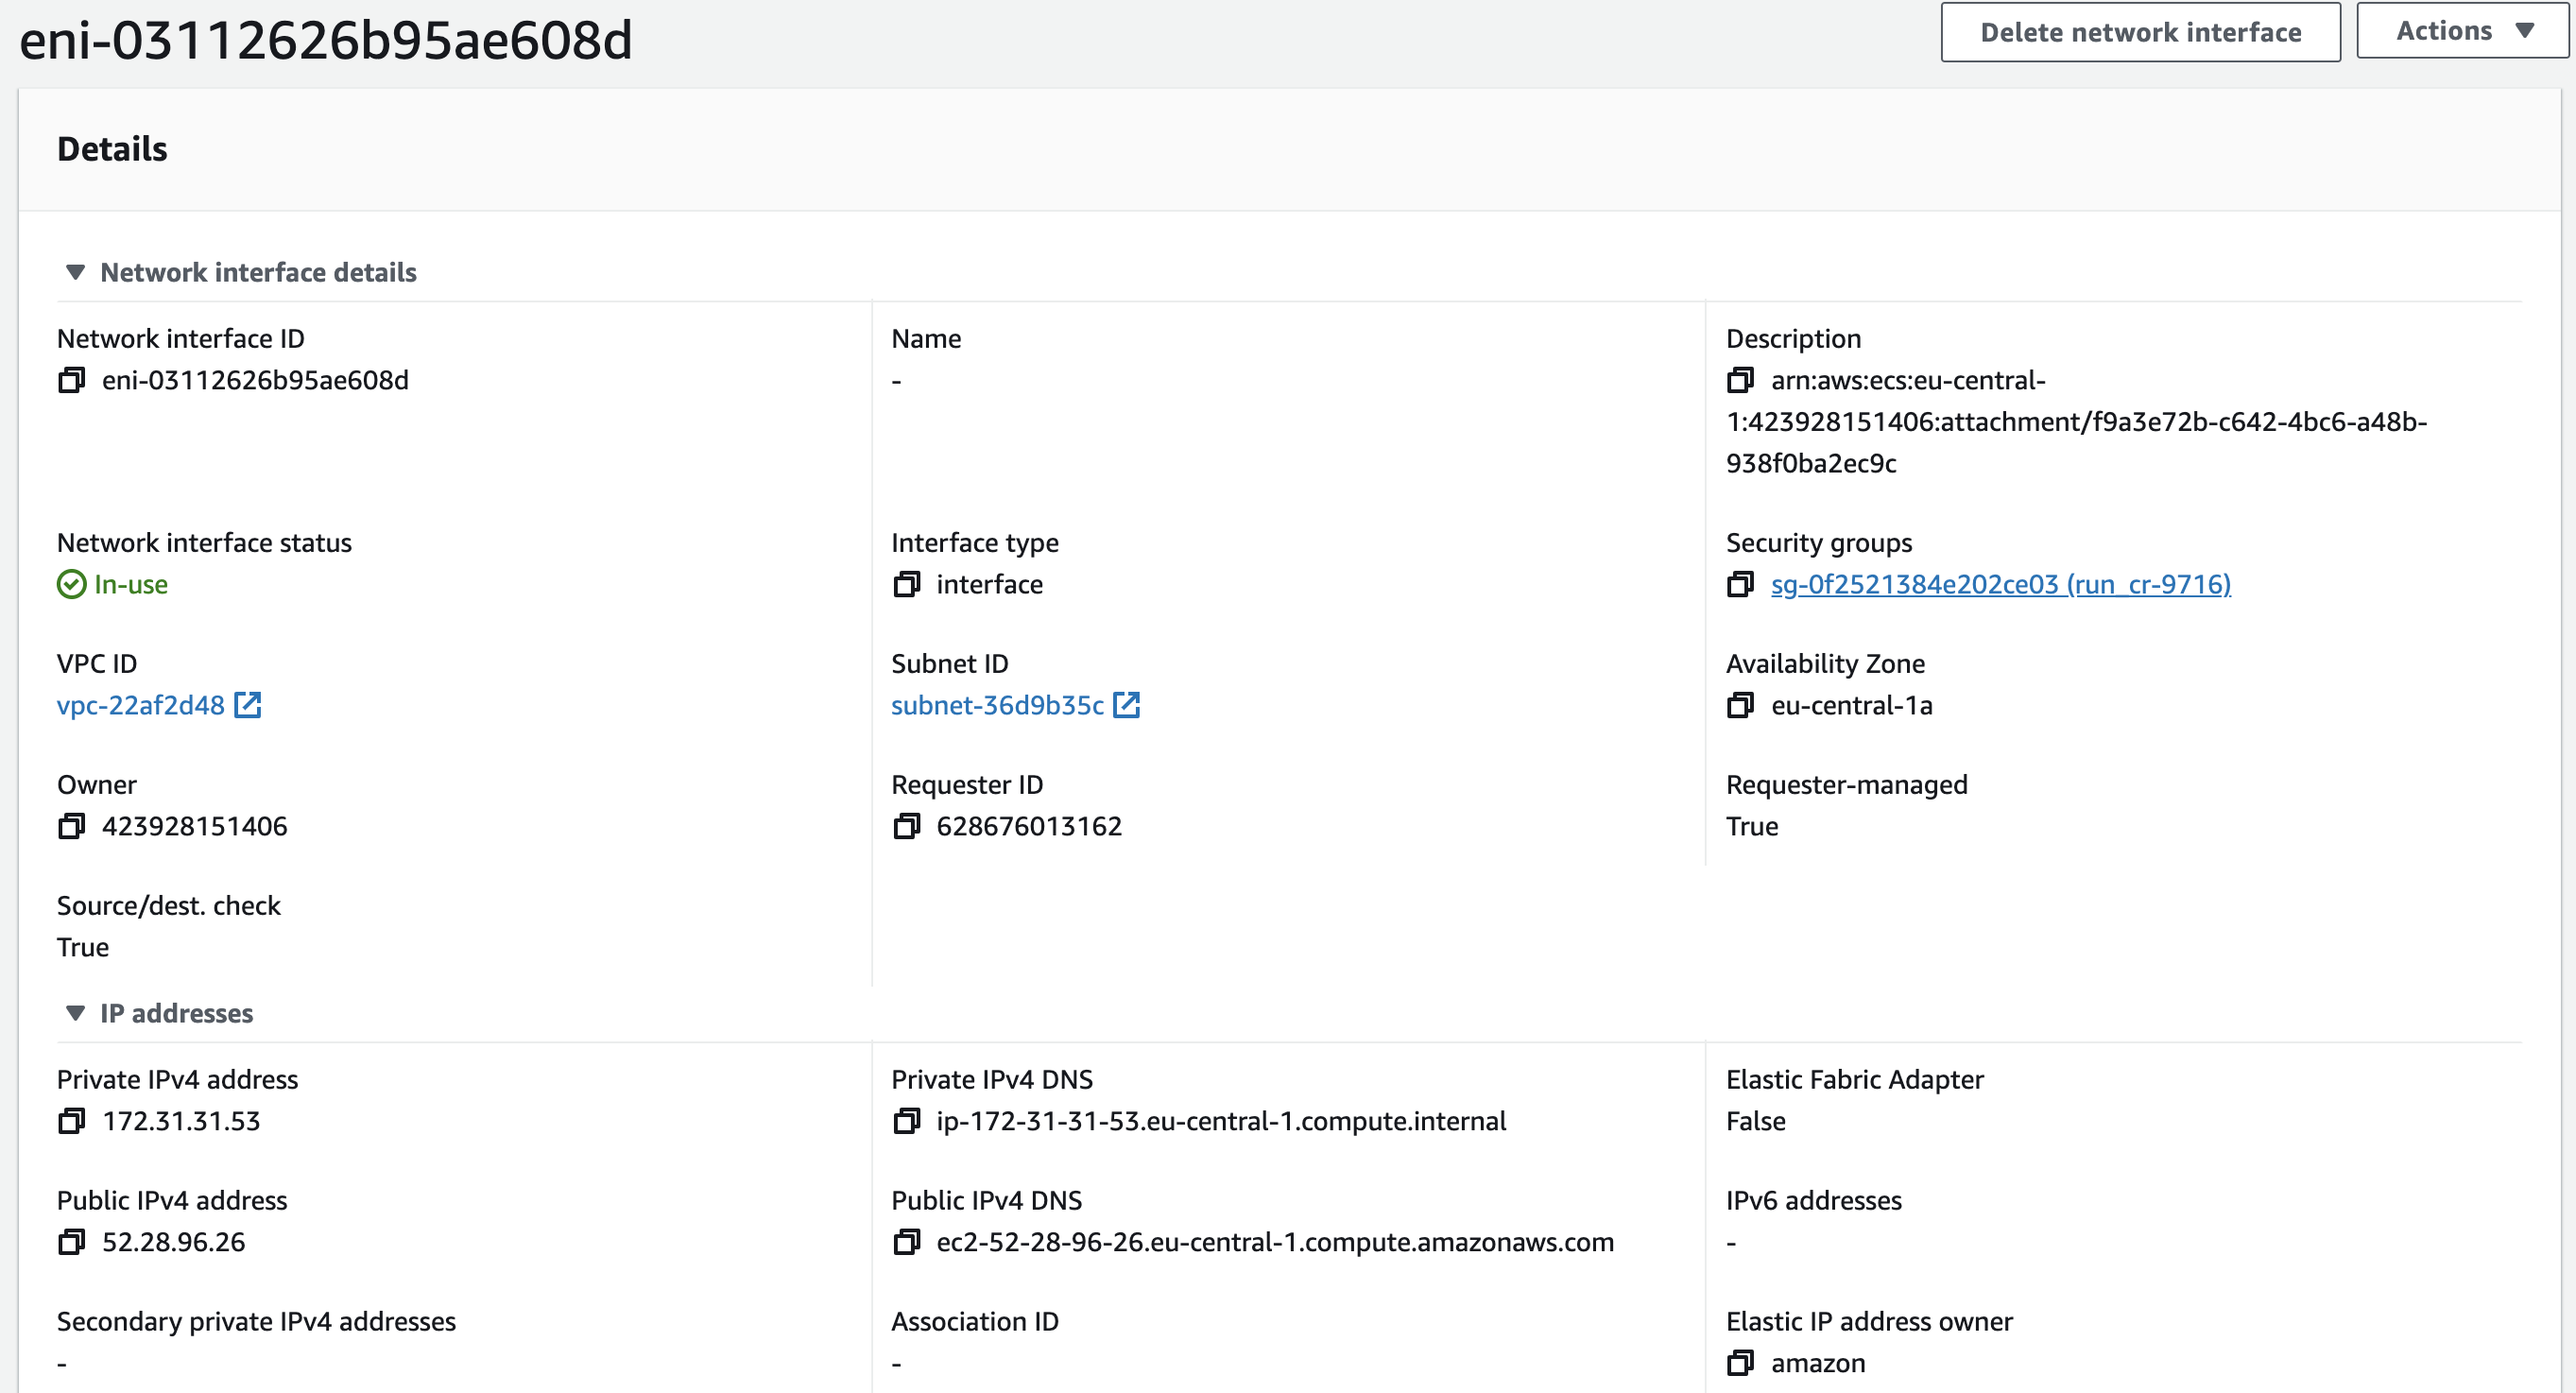 eni-03112626b95ae608d
Delete network interface
Actions
Details
Network interface details
Network interface ID
eni-03112626b95ae608d
Name
-
Description
arn:aws:ecs:eu-central-
1:423928151406:attachment/f9a3e72b-c642-4bc6-a48b-
938f0ba2ec9c
Network interface status
In-use
Interface type
interface
Security groups
sg-0f2521384e202ce03 (run_cr-9716)
VPC ID
vpc-22af2d48
Subnet ID
subnet-36d9b35c
Availability Zone
eu-central-1a
Owner
423928151406
Requester ID
628676013162
Requester-managed
True
Source/dest. check
True
IP addresses
Private IPv4 address
172.31.31.53
Private IPv4 DNS
ip-172-31-31-53.eu-central-1.compute.internal
Elastic Fabric Adapter
False
Public IPv4 address
52.28.96.26
Public IPv4 DNS
ec2-52-28-96-26.eu-central-1.compute.amazonaws.com
IPv6 addresses
-
Secondary private IPv4 addresses
-
Association ID
-
Elastic IP address owner
amazon